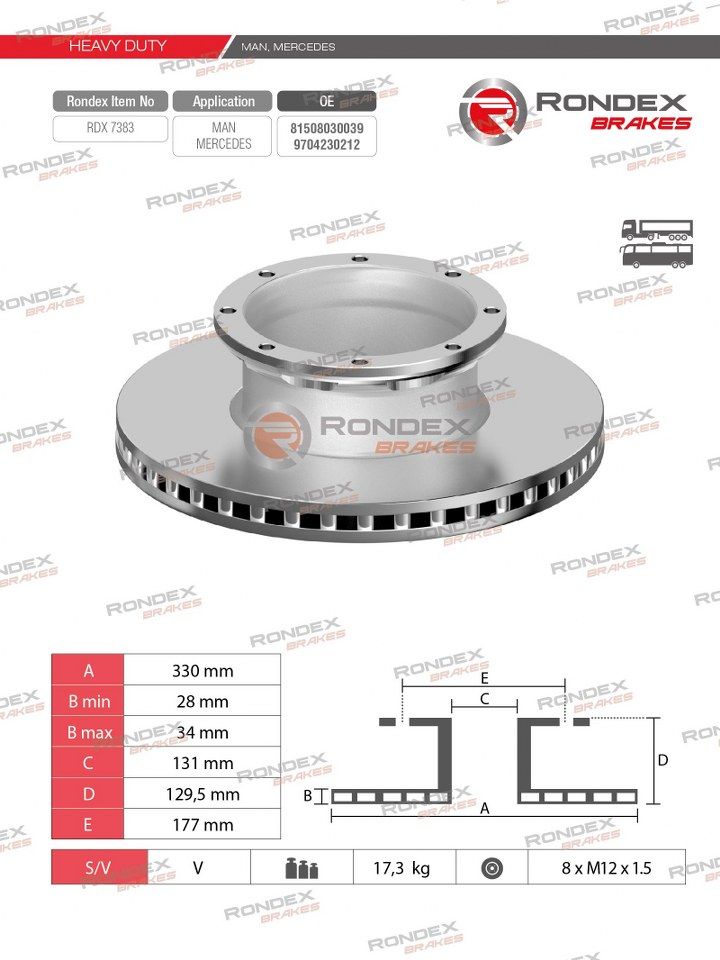 HEAVY DUTY
MAN, MERCEDES
Rondex Item No
Application
OE
RDX 7383
MAN
MERCEDES
81508030039
9704230212
RONDEX
BRAKES
RONDEX
BRAKES
A
330 mm
B min
28 mm
B max
34 mm
C
131 mm
D
129,5 mm
E
177 mm
E
C
B
D
A
S/V
V
17,3 kg
8 x M12 x 1.5